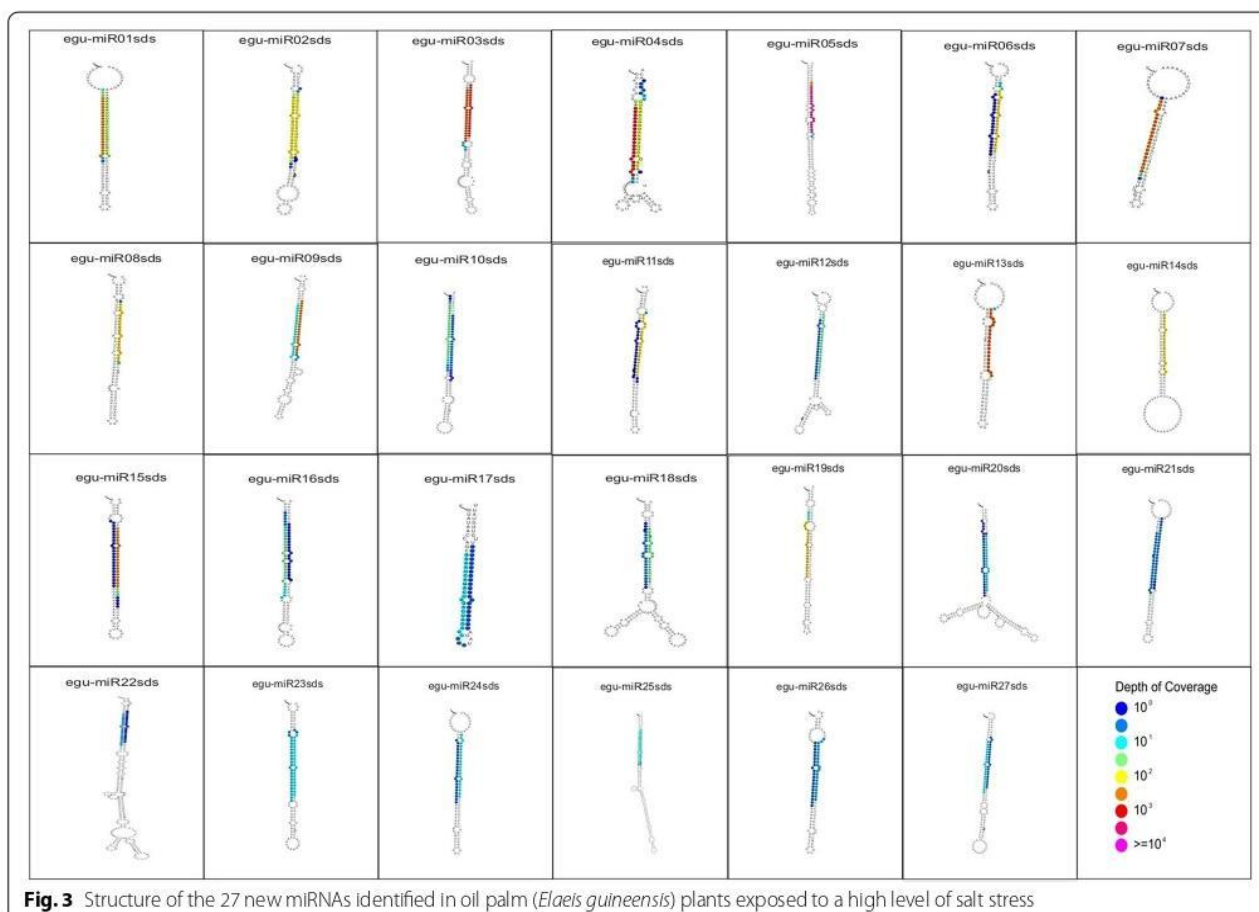 egu-miR01sds
egu-miR02sds
egu-miR03sds
egu-miR04sds
egu-miR05sds
egu-miR06sds
egu-miR07sds
egu-miR08sds
egu-miR09sds
egu-miR10sds
egu-miR11sds
egu-miR12sds
egu-miR13sds
egu-miR14sds
egu-miR15sds
egu-miR16sds
egu-miR17sds
egu-miR18sds
egu-miR19sds
egu-miR20sds
egu-miR21sds
egu-miR22sds
egu-miR23sds
egu-miR24sds
egu-miR25sds
egu-miR26sds
egu-miR27sds
Depth of Coverage
10⁰
10¹
10²
10³
>=10⁴
Fig. 3 Structure of the 27 new miRNAs identified in oil palm (Elaeis guineensis) plants exposed to a high level of salt stress